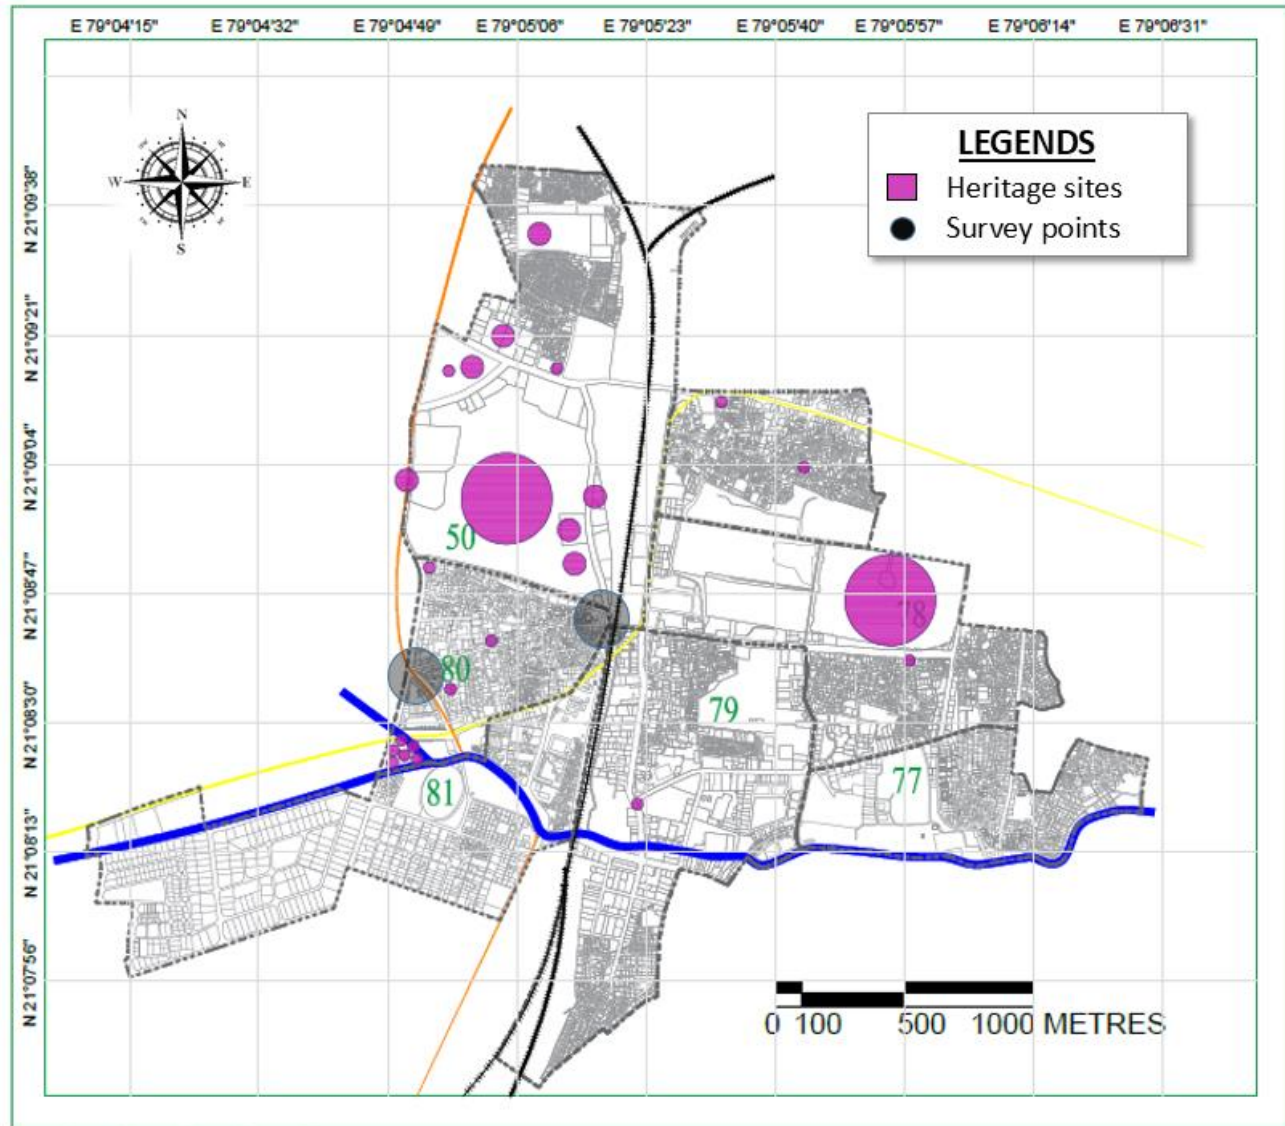 E 79°04'15" E 79°04'32" E 79°04'49" E 79°05'06" E 79°05'23" E 79°05'40" E 79°05'57" E 79°06'14" E 79°06'31"
N
W E
S
LEGENDS
Heritage sites
Survey points
N 21°09'38"
N 21°09'21"
N 21°09'04"
N 21°08'47"
N 21°08'30"
N 21°08'13"
N 21°07'56"
50
78
80
79
77
81
0 100 500 1000 METRES